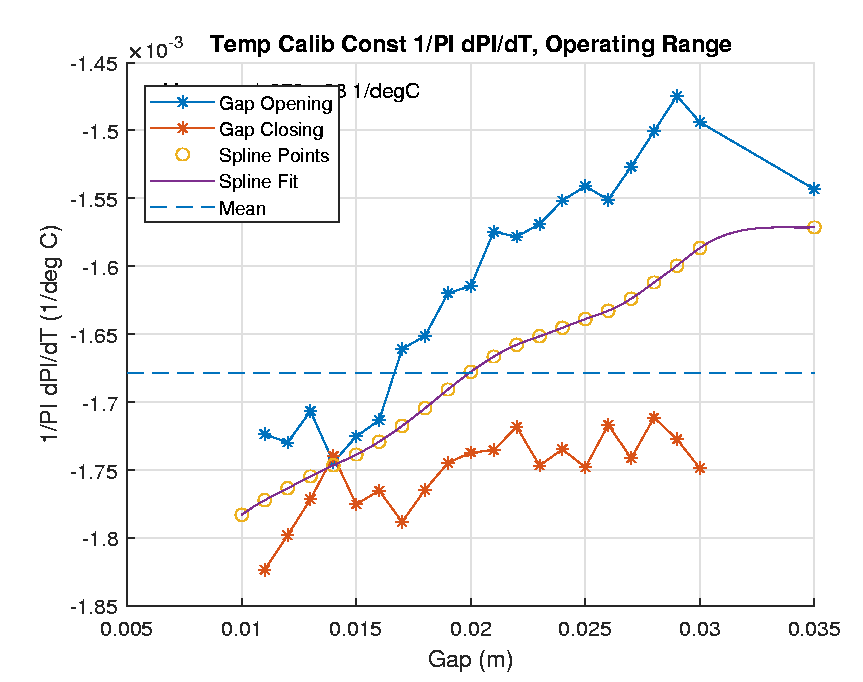 Temp Calib Const 1/PI dPI/dT, Operating Range
×10⁻³
-1.45
-1.5
-1.55
-1.6
-1.65
-1.7
-1.75
-1.8
-1.85
1/PI dPI/dT (1/deg C)
3 1/degC
Gap Opening
Gap Closing
Spline Points
Spline Fit
Mean
0.005 0.01 0.015 0.02 0.025 0.03 0.035
Gap (m)